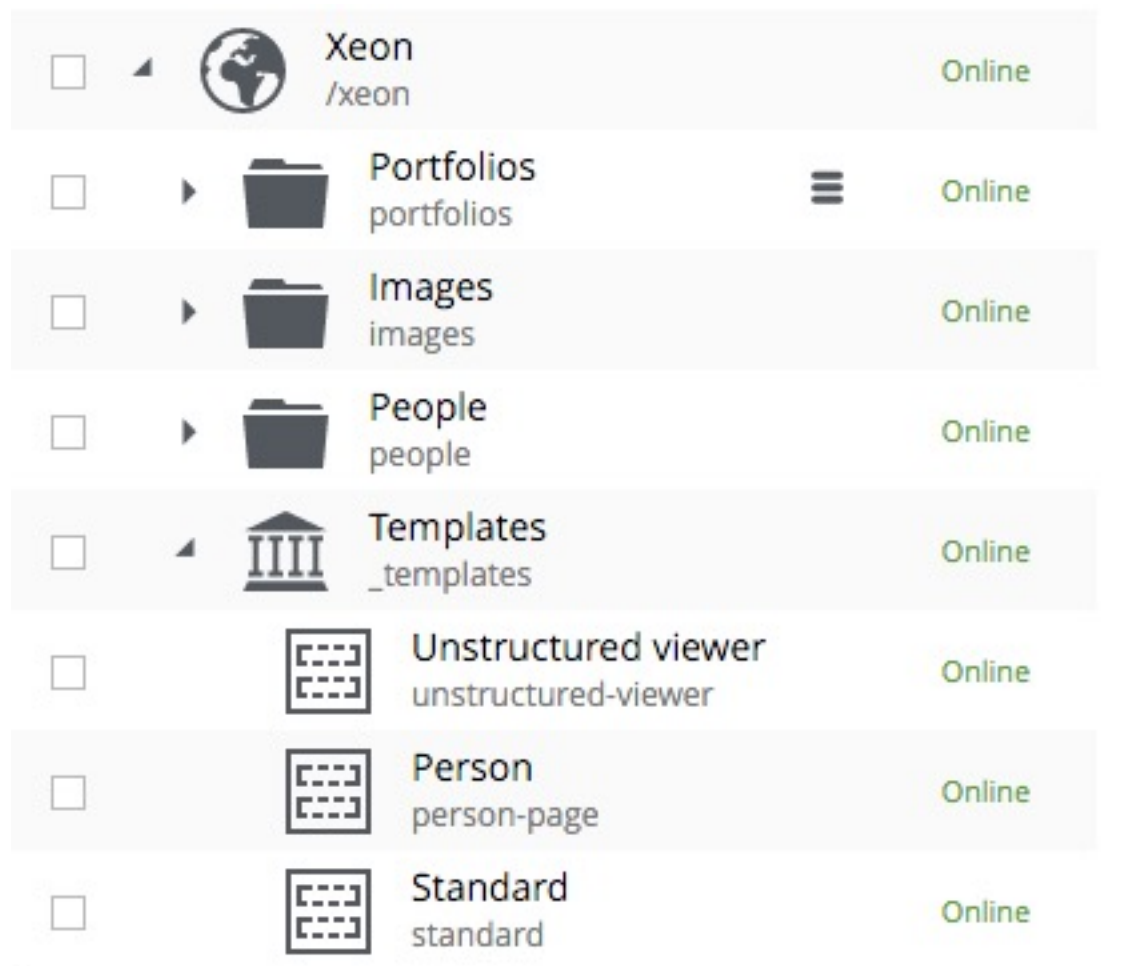 Xeon
/xeon
Online
Portfolios
portfolios
Online
Images
images
Online
People
people
Online
Templates
_templates
Online
Unstructured viewer
unstructured-viewer
Online
Person
person-page
Online
Standard
standard
Online